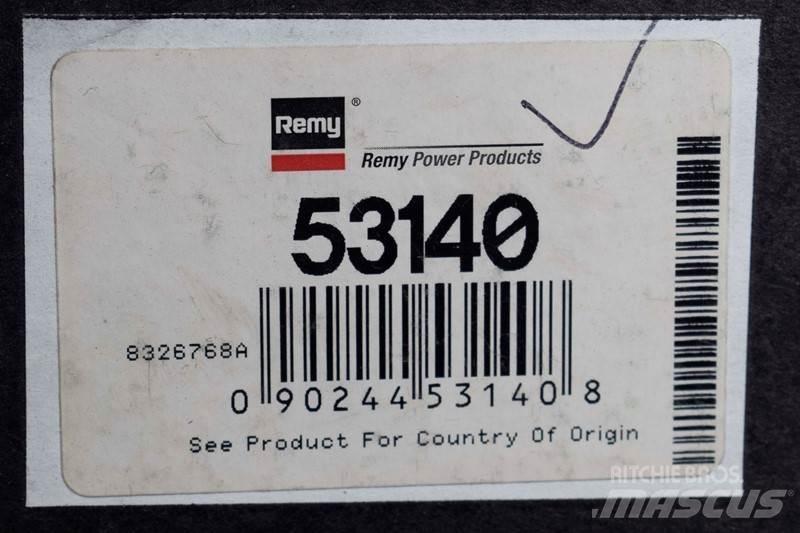 Remy ®
Remy Power Products
53140
8326768A
0 90244 53140 8
See Product For Country Of Origin
RITCHIE BROS.
MASCUS